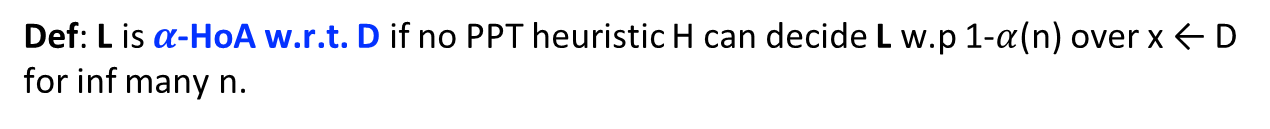 Def: L is α-HoA w.r.t. D if no PPT heuristic H can decide L w.p 1-α(n) over x ← D
for inf many n.